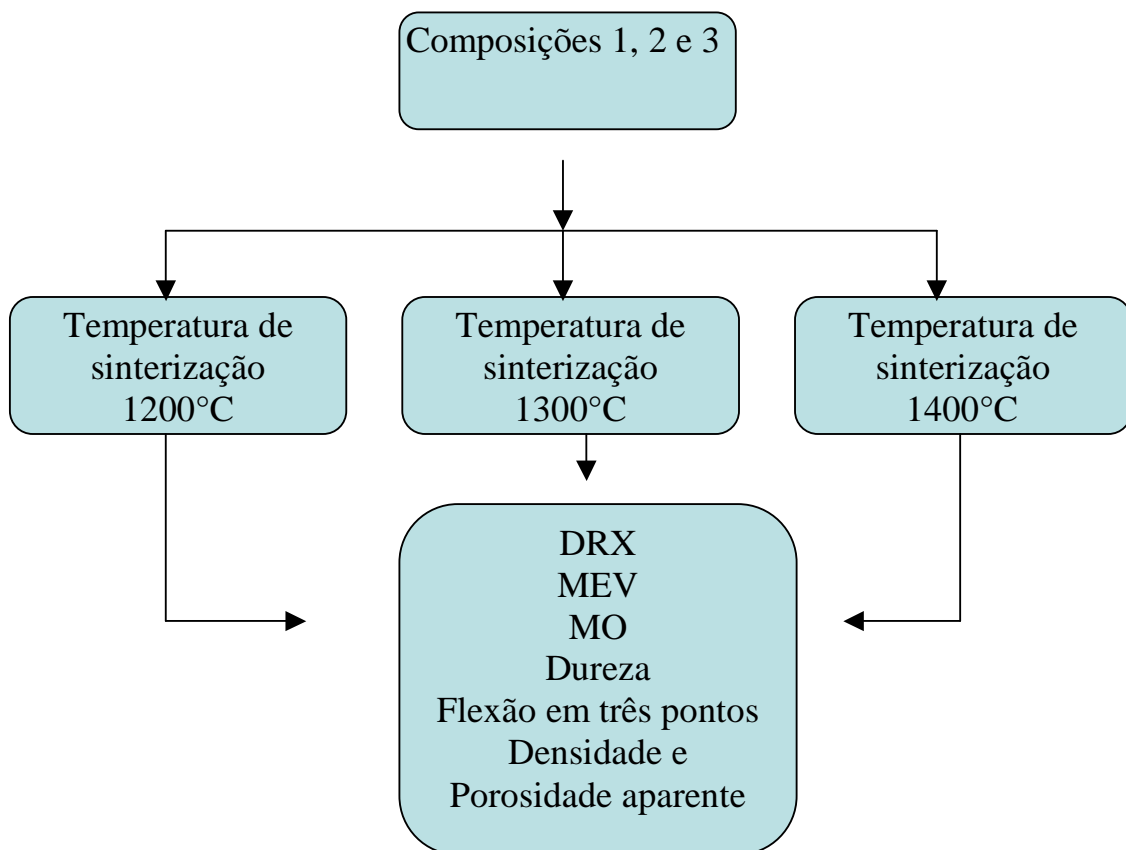 Composições 1, 2 e 3
Temperatura de
sinterização
1200°C
Temperatura de
sinterização
1300°C
Temperatura de
sinterização
1400°C
DRX
MEV
MO
Dureza
Flexão em três pontos
Densidade e
Porosidade aparente